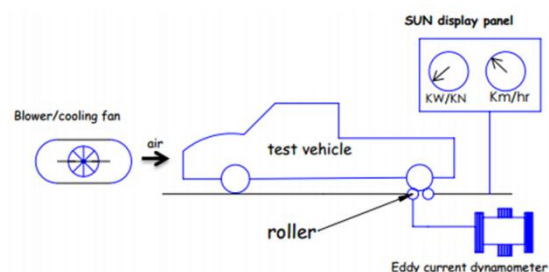 SUN display panel
KW/KN
Km/hr
Blower/cooling fan
air
test vehicle
roller
Eddy current dynamometer